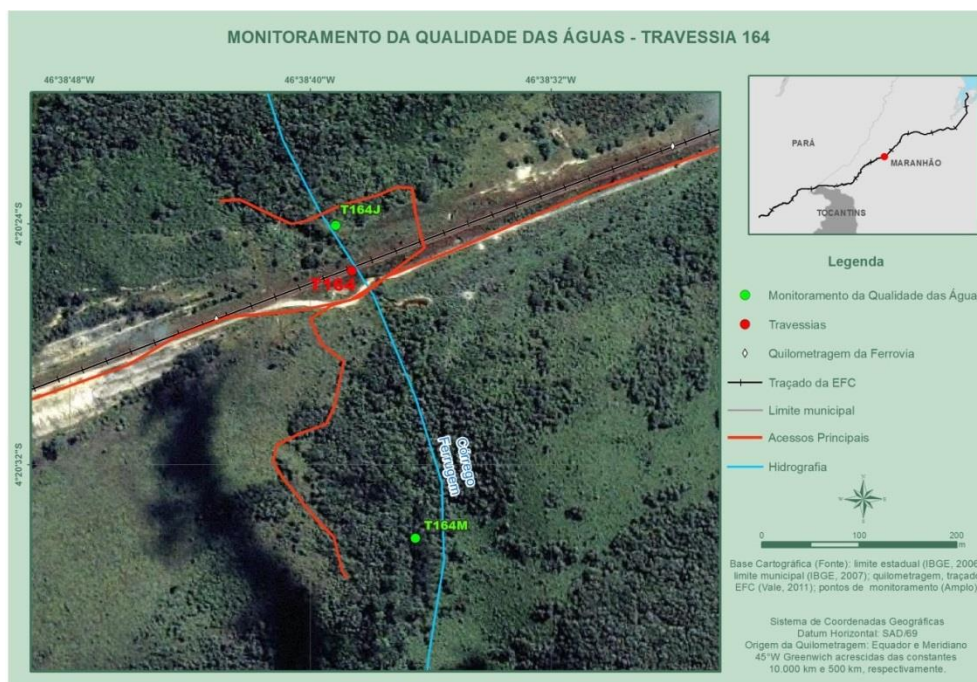 MONITORAMENTO DA QUALIDADE DAS ÁGUAS - TRAVESSIA 164
46°38'48"W
46°38'40"W
46°38'32"W
4°20'24"S
4°20'32"S
T164J
T164
Córrego
Ferrugem
T164M
PARÁ
MARANHÃO
TOCANTINS
Legenda
Monitoramento da Qualidade das Água
Travessias
Quilometragem da Ferrovia
Traçado da EFC
Limite municipal
Acessos Principais
Hidrografia
0 100 200
m
Base Cartográfica (Fonte): limite estadual (IBGE, 2006
limite municipal (IBGE, 2007); quilometragem, traçado
EFC (Vale, 2011); pontos de monitoramento (Amplo)
Sistema de Coordenadas Geográficas
Datum Horizontal: SAD/69
Origem da Quilometragem: Equador e Meridiano
45°W Greenwich acrescidas das constantes
10.000 km e 500 km, respectivamente.